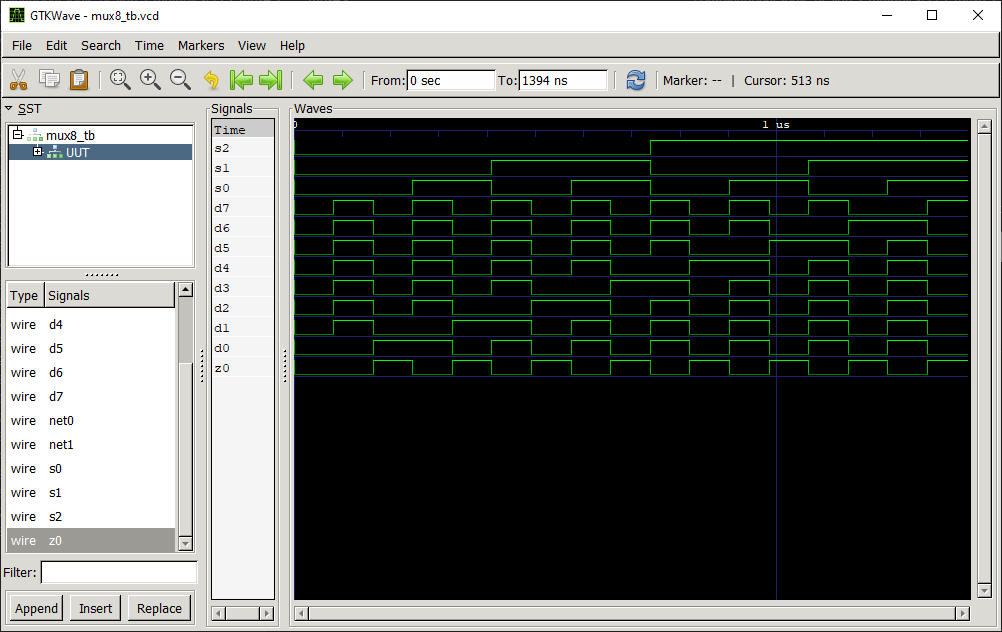 GTKWave - mux8_tb.vcd
File Edit Search Time Markers View Help
From: 0 sec To: 1394 ns Marker: -- | Cursor: 513 ns
SST
mux8_tb
UUT
Type Signals
wire d4
wire d5
wire d6
wire d7
wire net0
wire net1
wire s0
wire s1
wire s2
wire z0
Filter:
Append Insert Replace
Signals
Time
s2
s1
s0
d7
d6
d5
d4
d3
d2
d1
d0
z0
Waves
0 1 us